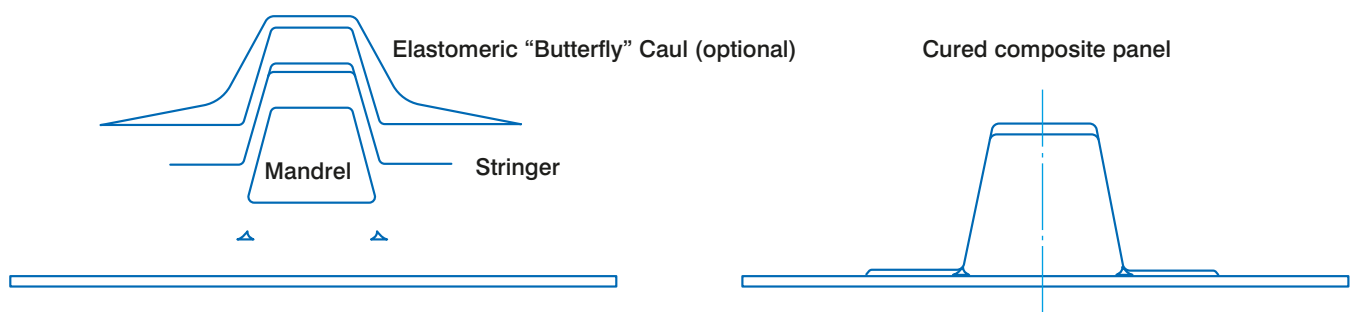 Elastomeric “Butterfly” Caul (optional)
Cured composite panel
Mandrel
Stringer